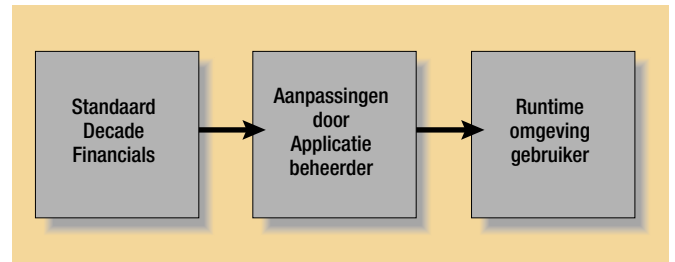 Standaard
Decade
Financials
Aanpassingen
door
Applicatie
beheerder
Runtime
omgeving
gebruiker